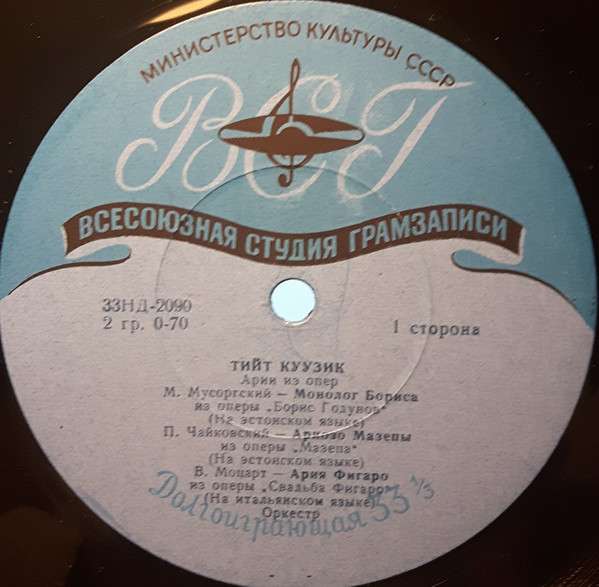 МИНИСТЕРСТВО КУЛЬТУРЫ СССР
ВСГ
ВСЕСОЮЗНАЯ СТУДИЯ ГРАМЗАПИСИ
33НД-2090
2 гр. 0-70
1 сторона
ТИЙТ КУУЗИК
Арии из опер
М. Мусоргский — Монолог Бориса
из оперы „Борис Годунов“
(На эстонском языке)
П. Чайковский — Ариозо Мазепы
из оперы „Мазепа“
(На эстонском языке)
В. Моцарт — Ария Фигаро
из оперы „Свадьба Фигаро“
(На итальянском языке)
Оркестр
Долгоиграющая 33 1/3